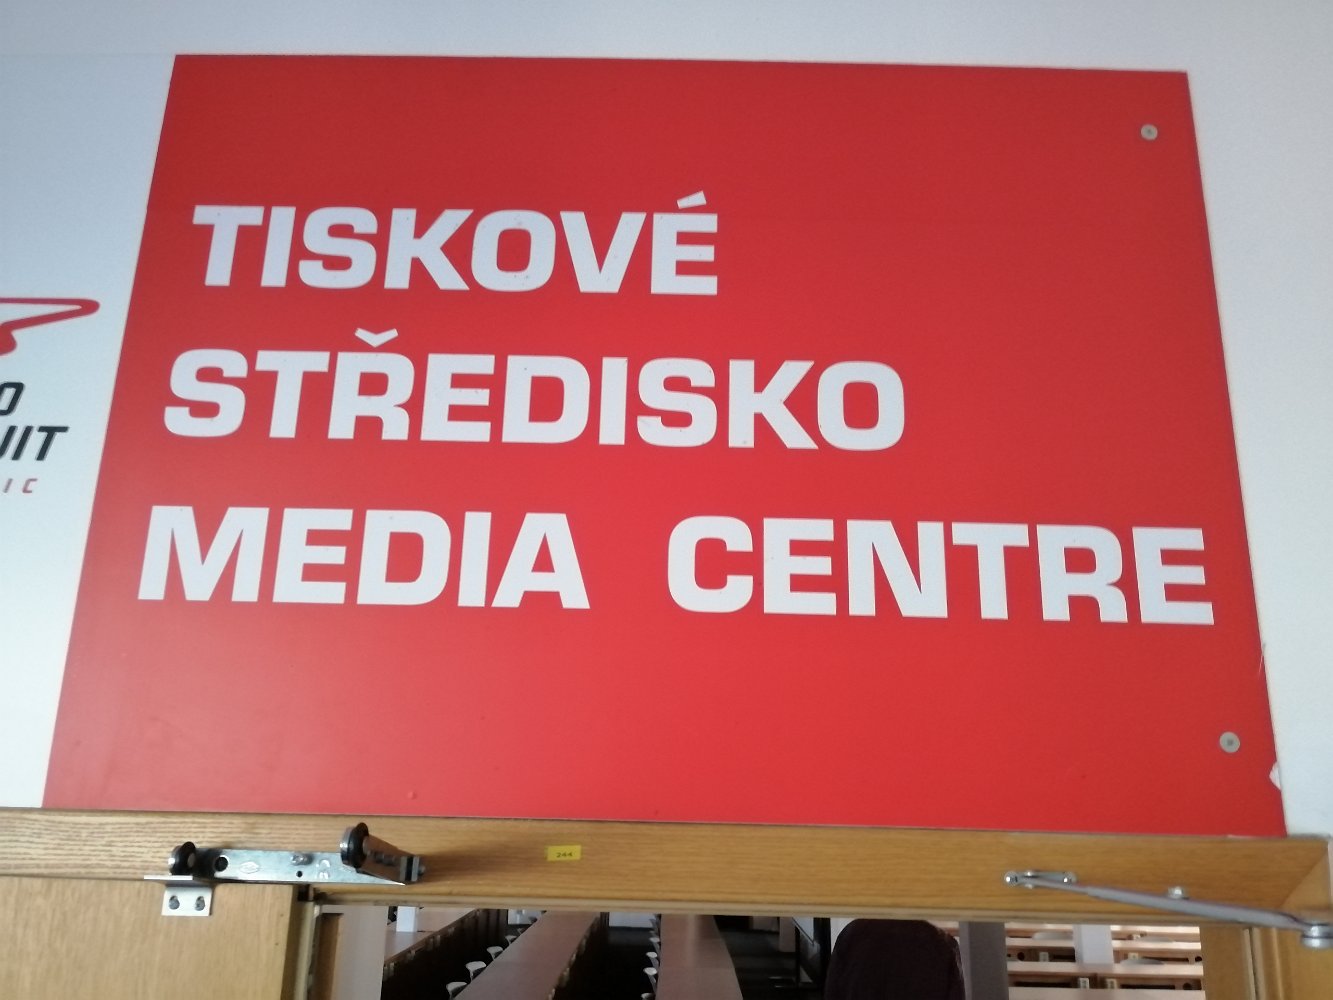 TISKOVÉ
STŘEDISKO
MEDIA CENTRE
244